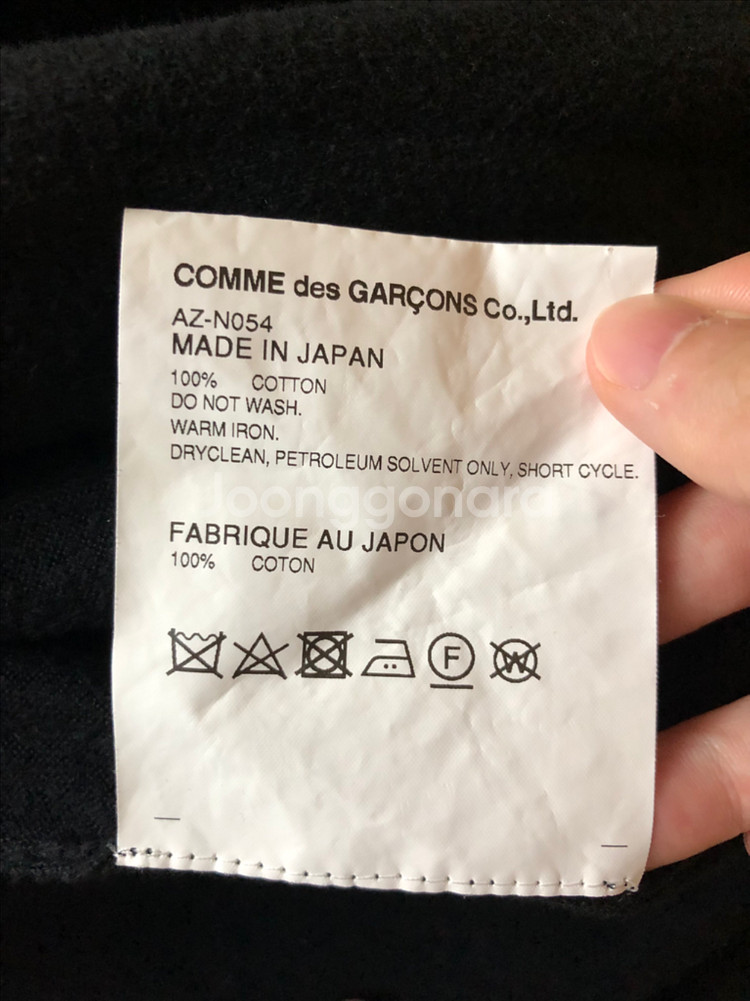 COMME des GARÇONS Co.,Ltd.
AZ-N054
MADE IN JAPAN
100% COTTON
DO NOT WASH.
WARM IRON.
DRYCLEAN, PETROLEUM SOLVENT ONLY, SHORT CYCLE.
joonggonara
FABRIQUE AU JAPON
100% COTON
F W